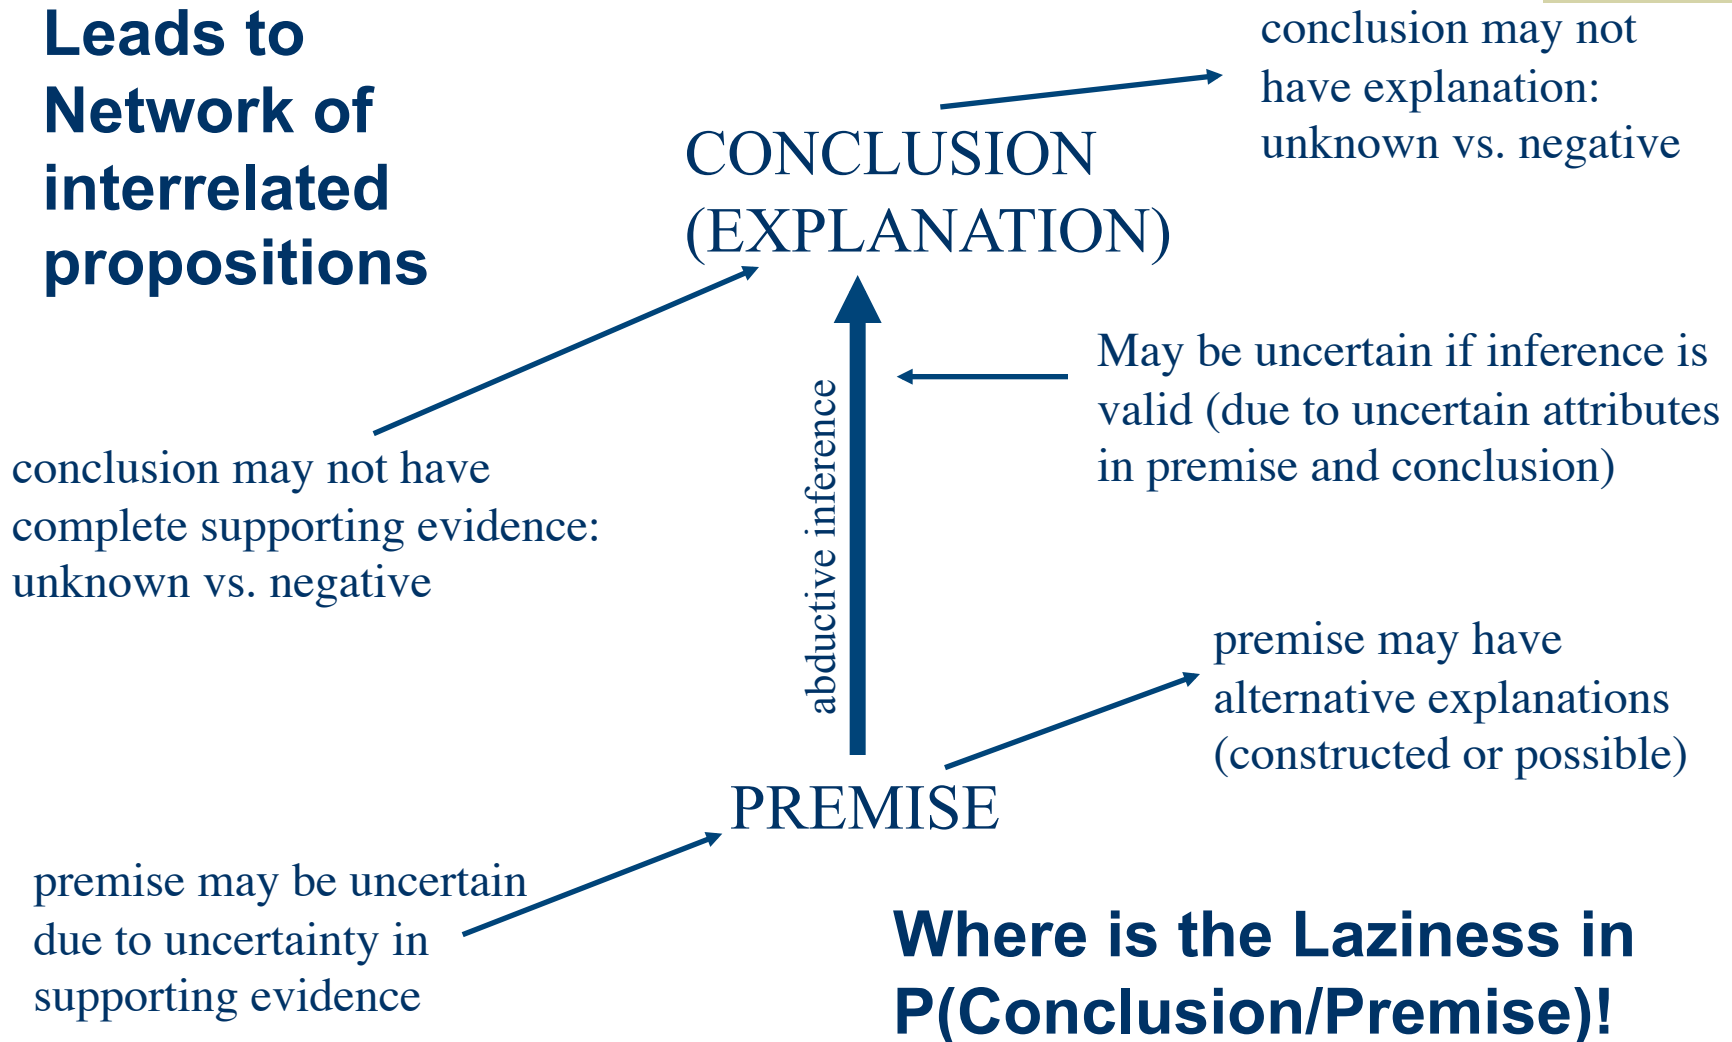 Leads to
Network of
interrelated
propositions
conclusion may not
have explanation:
unknown vs. negative
CONCLUSION
(EXPLANATION)
May be uncertain if inference is
valid (due to uncertain attributes
in premise and conclusion)
abductive inference
conclusion may not have
complete supporting evidence:
unknown vs. negative
premise may have
alternative explanations
(constructed or possible)
PREMISE
premise may be uncertain
due to uncertainty in
supporting evidence
Where is the Laziness in
P(Conclusion/Premise)!